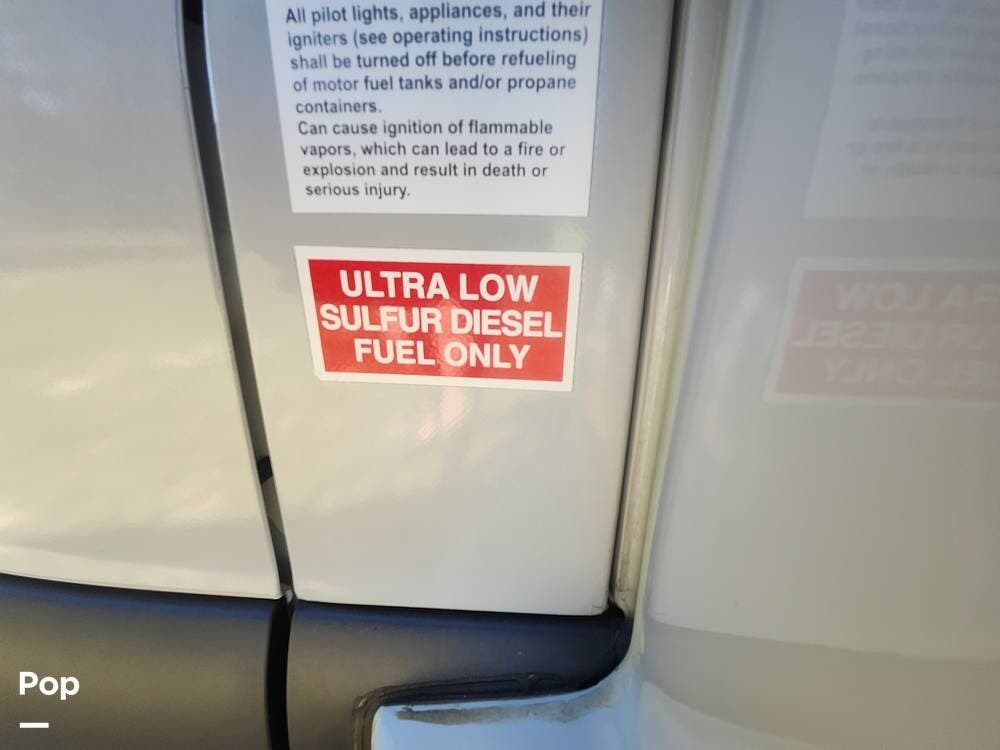 All pilot lights, appliances, and their
igniters (see operating instructions)
shall be turned off before refueling
of motor fuel tanks and/or propane
containers.
Can cause ignition of flammable
vapors, which can lead to a fire or
explosion and result in death or
serious injury.
ULTRA LOW
SULFUR DIESEL
FUEL ONLY
Pop